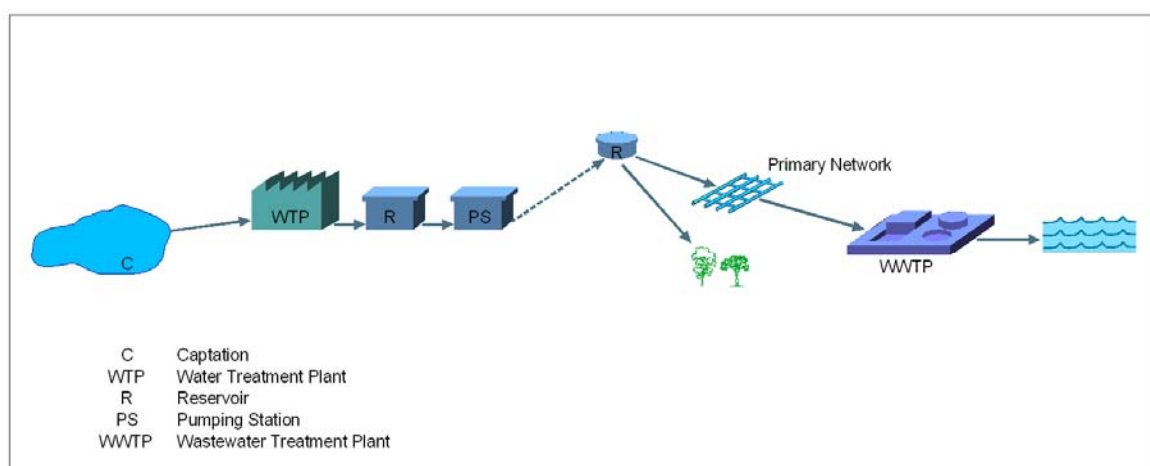 R
Primary Network
WTP
R
PS
C
WWTP
C Captation
WTP Water Treatment Plant
R Reservoir
PS Pumping Station
WWTP Wastewater Treatment Plant